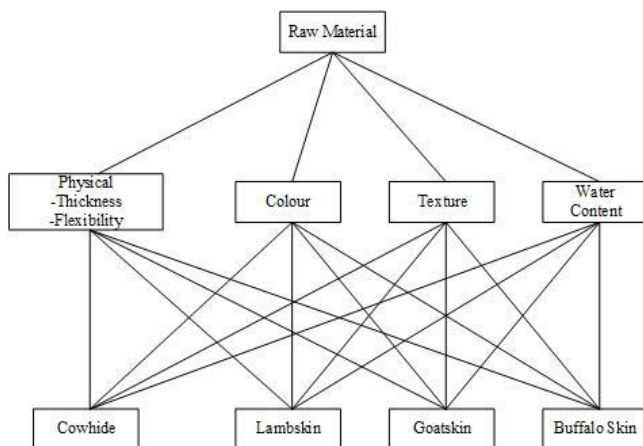 Raw Material
Physical
-Thickness
-Flexibility
Colour
Texture
Water
Content
Cowhide
Lambskin
Goatskin
Buffalo Skin